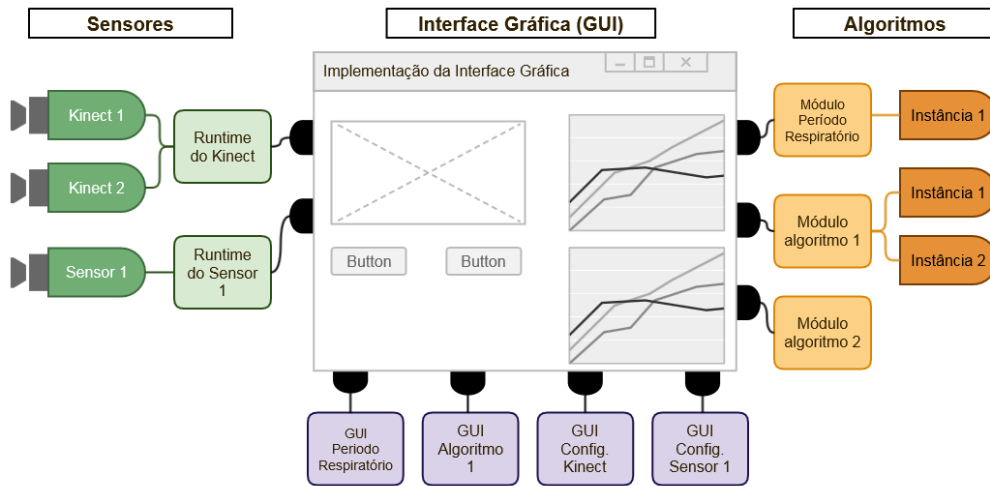 Sensores
Interface Gráfica (GUI)
Algoritmos
Implementação da Interface Gráfica
Kinect 1
Kinect 2
Runtime
do Kinect
Sensor 1
Runtime
do Sensor
1
Button
Button
Módulo
Período
Respiratório
Instância 1
Módulo
algoritmo 1
Instância 1
Instância 2
Módulo
algoritmo 2
GUI
Periodo
Respiratório
GUI
Algoritmo
1
GUI
Config.
Kinect
GUI
Config.
Sensor 1